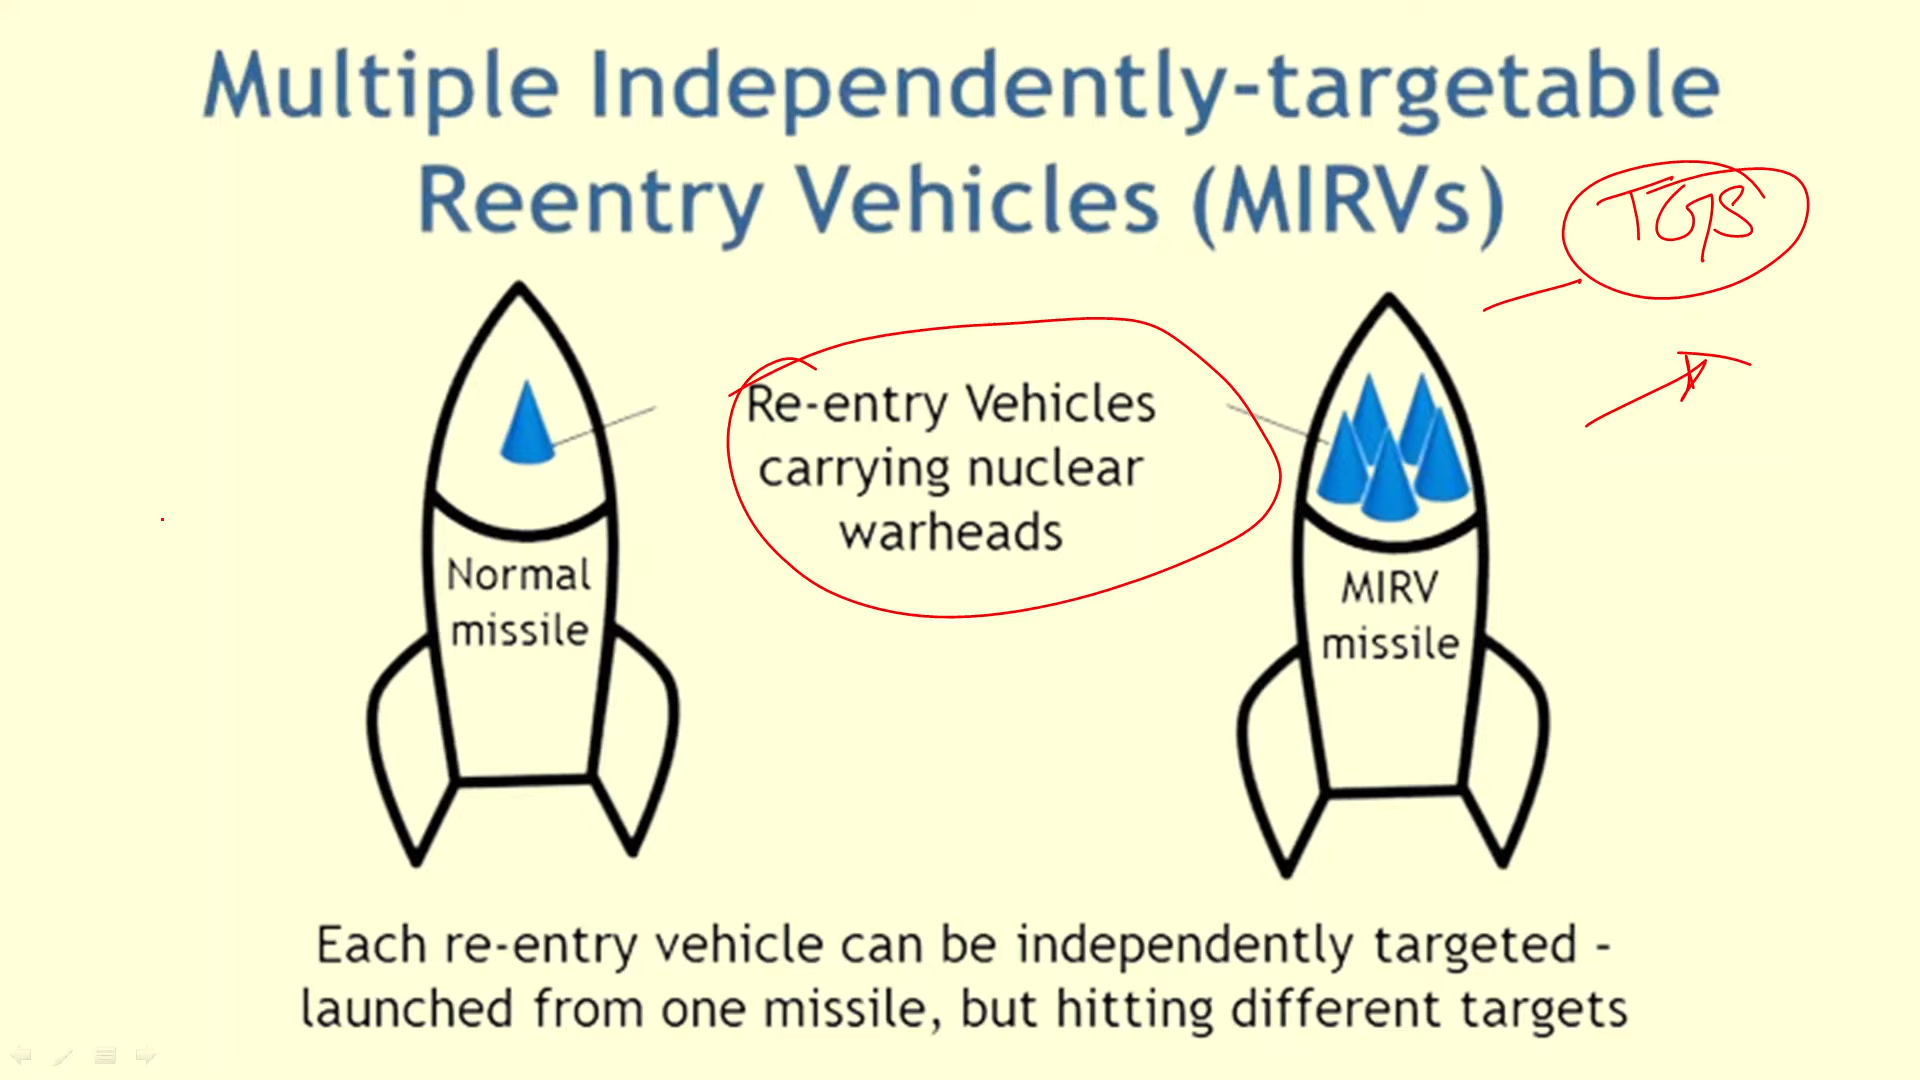 Multiple Independently-targetable
Reentry Vehicles (MIRVs)
Re-entry Vehicles
carrying nuclear
warheads
Normal
missile
MIRV
missile
Each re-entry vehicle can be independently targeted -
launched from one missile, but hitting different targets